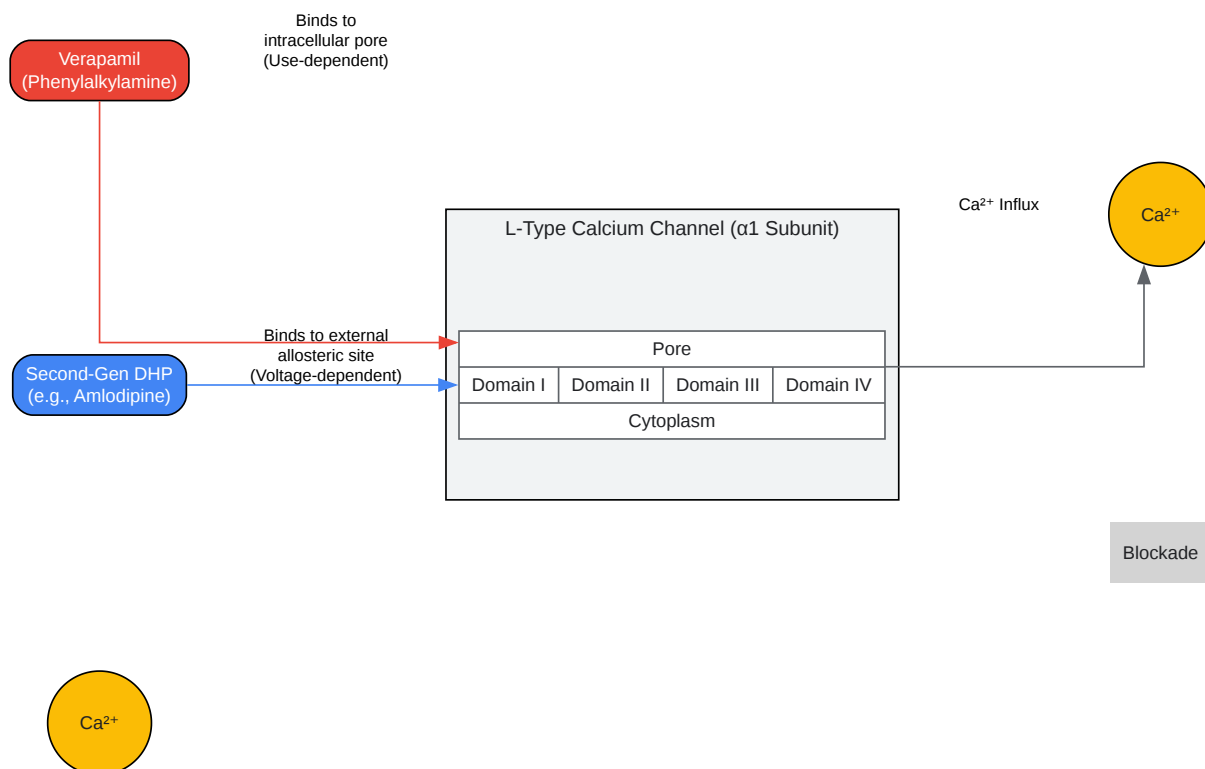 Binds to
intracellular pore
(Use-dependent)
Verapamil
(Phenylalkylamine)
Ca²⁺ Influx
Ca²⁺
L-Type Calcium Channel (α1 Subunit)
Binds to external
allosteric site
(Voltage-dependent)
Pore
Second-Gen DHP
(e.g., Amlodipine)
Domain I
Domain II
Domain III
Domain IV
Cytoplasm
Blockade
Ca²⁺